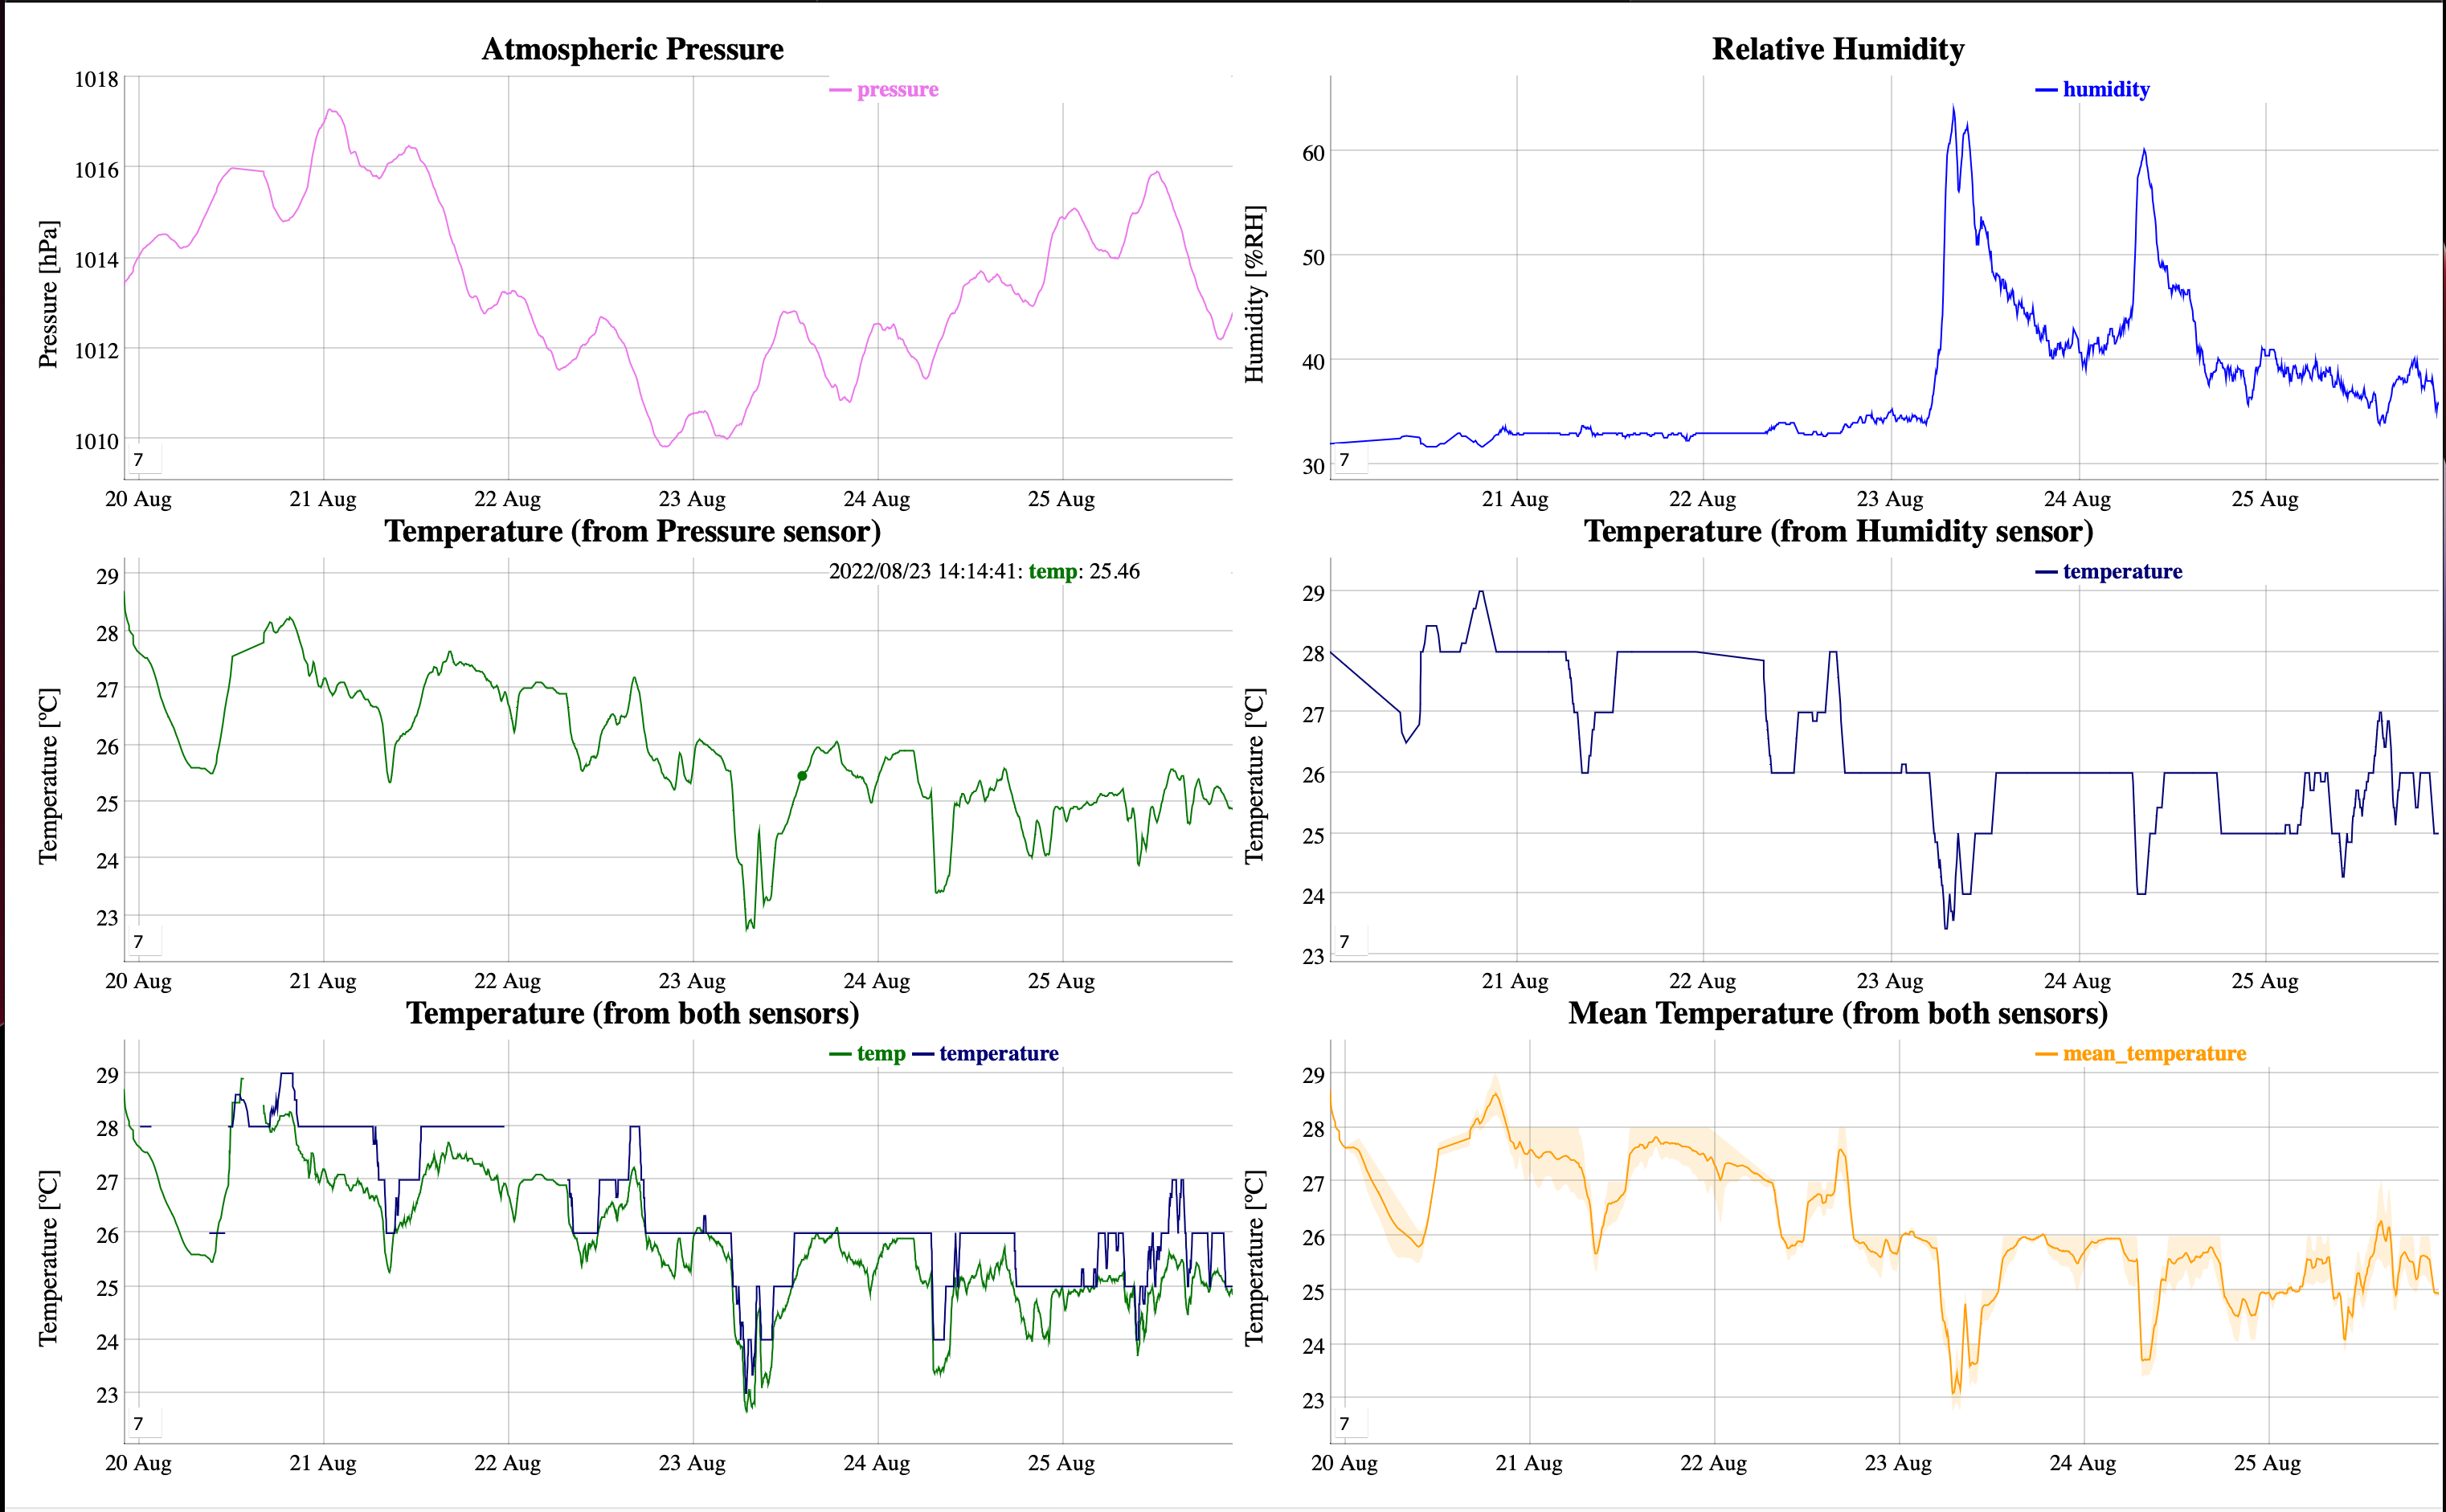 Atmospheric Pressure
pressure
Pressure [hPa]
1018
1016
1014
1012
1010
7
20 Aug 21 Aug 22 Aug 23 Aug 24 Aug 25 Aug
Relative Humidity
humidity
Humidity [%RH]
60
50
40
30
7
21 Aug 22 Aug 23 Aug 24 Aug 25 Aug
Temperature (from Pressure sensor)
2022/08/23 14:14:41: temp: 25.46
Temperature [ºC]
29
28
27
26
25
24
23
7
20 Aug 21 Aug 22 Aug 23 Aug 24 Aug 25 Aug
Temperature (from Humidity sensor)
temperature
Temperature [ºC]
29
28
27
26
25
24
23
7
21 Aug 22 Aug 23 Aug 24 Aug 25 Aug
Temperature (from both sensors)
temp temperature
Temperature [ºC]
29
28
27
26
25
24
23
7
20 Aug 21 Aug 22 Aug 23 Aug 24 Aug 25 Aug
Mean Temperature (from both sensors)
mean_temperature
Temperature [ºC]
29
28
27
26
25
24
23
7
20 Aug 21 Aug 22 Aug 23 Aug 24 Aug 25 Aug